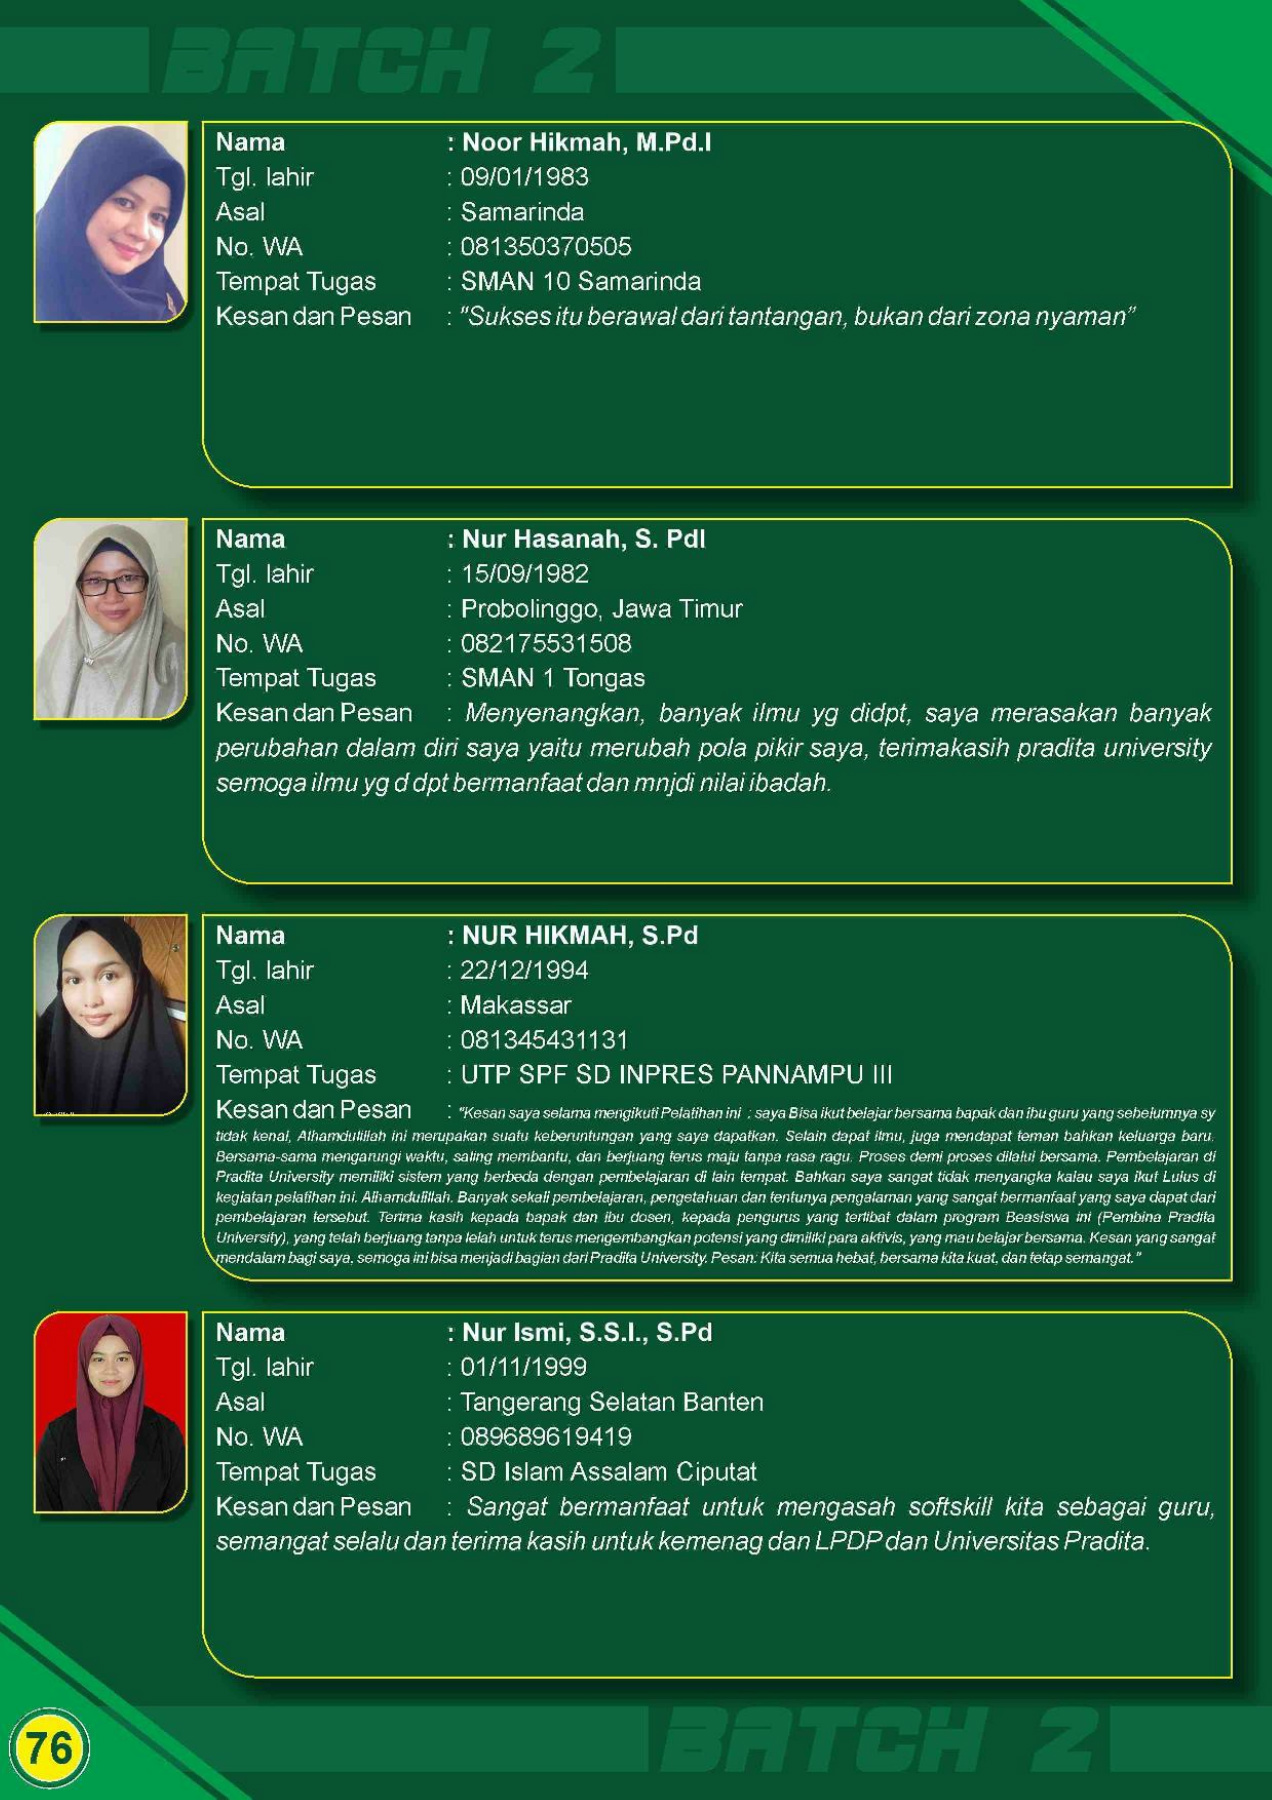 BATCH 2
Nama : Noor Hikmah, M.Pd.I
Tgl. lahir : 09/01/1983
Asal : Samarinda
No. WA : 081350370505
Tempat Tugas : SMAN 10 Samarinda
Kesan dan Pesan : "Sukses itu berawal dari tantangan, bukan dari zona nyaman"
Nama : Nur Hasanah, S. PdI
Tgl. lahir : 15/09/1982
Asal : Probolinggo, Jawa Timur
No. WA : 082175531508
Tempat Tugas : SMAN 1 Tongas
Kesan dan Pesan : Menyenangkan, banyak ilmu yg didpt, saya merasakan banyak
perubahan dalam diri saya yaitu merubah pola pikir saya, terimakasih pradita university
semoga ilmu yg d dpt bermanfaat dan mnjdi nilai ibadah.
Nama : NUR HIKMAH, S.Pd
Tgl. lahir : 22/12/1994
Asal : Makassar
No. WA : 081345431131
Tempat Tugas : UTP SPF SD INPRES PANNAMPU III
Kesan dan Pesan : "Kesan saya selama mengikuti Pelatihan ini ; saya Bisa ikut belajar bersama bapak dan ibu guru yang sebelumnya sy
tidak kenal, Alhamdulillah ini merupakan suatu keberuntungan yang saya dapatkan. Selain dapat ilmu, juga mendapat teman bahkan keluarga baru.
Bersama-sama mengarungi waktu, saling membantu, dan berjuang terus maju tanpa rasa ragu. Proses demi proses dilalui bersama. Pembelajaran di
Pradita University memiliki sistem yang berbeda dengan pembelajaran di lain tempat. Bahkan saya sangat tidak menyangka kalau saya ikut Lulus di
kegiatan pelatihan ini. Alhamdulillah. Banyak sekali pembelajaran, pengetahuan dan tentunya pengalaman yang sangat bermanfaat yang saya dapat dari
pembelajaran tersebut. Terima kasih kepada bapak dan ibu dosen, kepada pengurus yang terlibat dalam program Beasiswa ini (Pembina Pradita
University), yang telah berjuang tanpa lelah untuk terus mengembangkan potensi yang dimiliki para aktivis, yang mau belajar bersama. Kesan yang sangat
mendalam bagi saya, semoga ini bisa menjadi bagian dari Pradita University. Pesan: Kita semua hebat, bersama kita kuat, dan tetap semangat."
Nama : Nur Ismi, S.S.I., S.Pd
Tgl. lahir : 01/11/1999
Asal : Tangerang Selatan Banten
No. WA : 089689619419
Tempat Tugas : SD Islam Assalam Ciputat
Kesan dan Pesan : Sangat bermanfaat untuk mengasah softskill kita sebagai guru,
semangat selalu dan terima kasih untuk kemenag dan LPDP dan Universitas Pradita.
76
BATCH 2